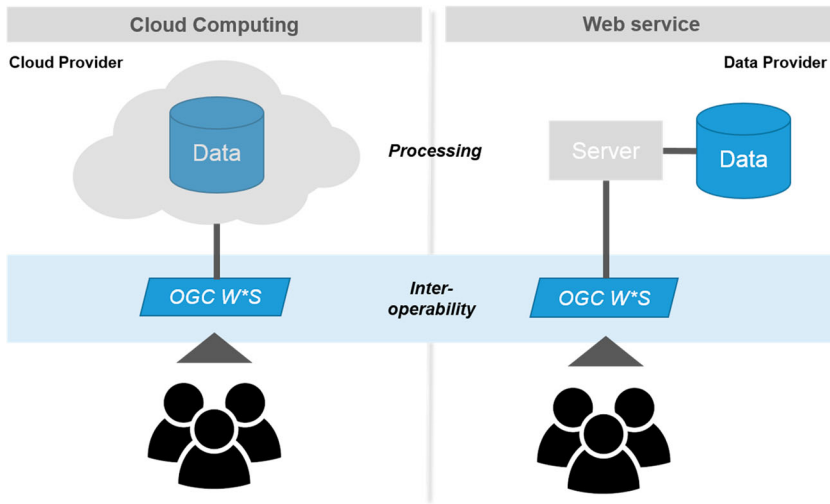 Cloud Computing
Web service
Cloud Provider
Data Provider
Data
Processing
Server
Data
OGC W*S
Inter-
operability
OGC W*S